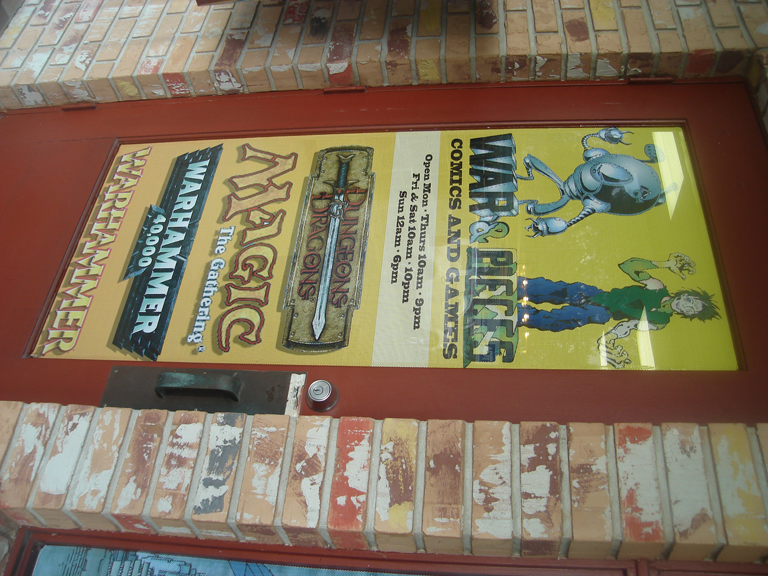 WAR & PIECES
COMICS AND GAMES
Open Mon - Thurs 10am - 9pm
Fri & Sat 10am - 10pm
Sun 12am - 6pm
DUNGEONS
& DRAGONS
MAGIC
The Gathering
WARHAMMER
40,000
WARHAMMER